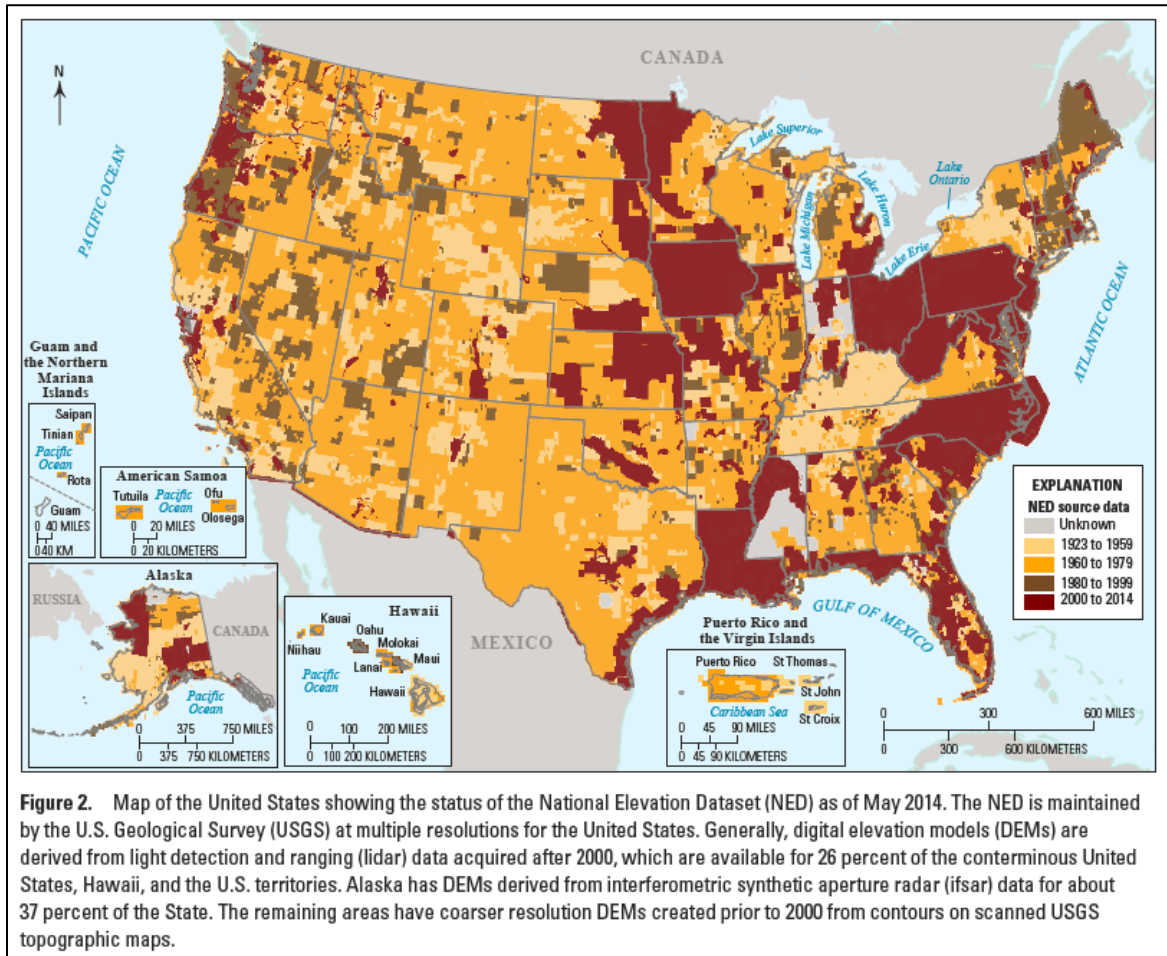 CANADA
N
PACIFIC OCEAN
Lake Superior
Lake Michigan
Lake Huron
Lake Ontario
Lake Erie
ATLANTIC OCEAN
Guam and
the Northern
Mariana
Islands
Saipan
Tinian
Pacific
Ocean
Rota
Guam
0 40 MILES
0 40 KM
American Samoa
Tutuila
Pacific
Ocean
Ofu
Olosega
0 20 MILES
0 20 KILOMETERS
EXPLANATION
NED source data
Unknown
1923 to 1959
1960 to 1979
1980 to 1999
2000 to 2014
Alaska
RUSSIA
CANADA
Pacific
Ocean
0 375 750 MILES
0 375 750 KILOMETERS
MEXICO
Hawaii
Kauai
Oahu
Niihau
Molokai
Lanai
Maui
Pacific
Ocean
Hawaii
0 100 200 MILES
0 100 200 KILOMETERS
GULF OF MEXICO
Puerto Rico and
the Virgin Islands
Puerto Rico
St Thomas
St John
Caribbean Sea
St Croix
0 45 90 MILES
0 45 90 KILOMETERS
0 300 600 MILES
0 300 600 KILOMETERS
Figure 2. Map of the United States showing the status of the National Elevation Dataset (NED) as of May 2014. The NED is maintained
by the U.S. Geological Survey (USGS) at multiple resolutions for the United States. Generally, digital elevation models (DEMs) are
derived from light detection and ranging (lidar) data acquired after 2000, which are available for 26 percent of the conterminous United
States, Hawaii, and the U.S. territories. Alaska has DEMs derived from interferometric synthetic aperture radar (ifsar) data for about
37 percent of the State. The remaining areas have coarser resolution DEMs created prior to 2000 from contours on scanned USGS
topographic maps.